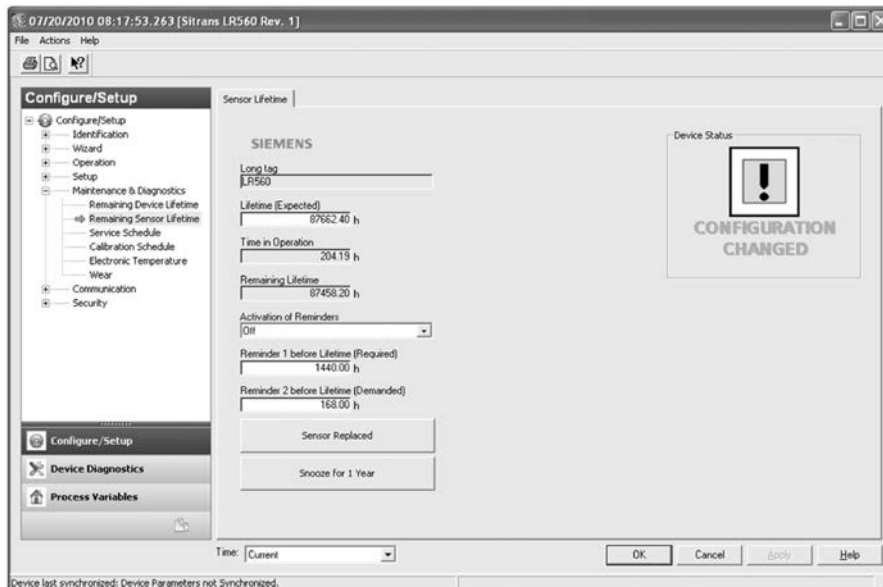 07/20/2010 08:17:53.263 [Sitrans LR560 Rev. 1]
File Actions Help
Configure/Setup
Configure/Setup
Identification
Wizard
Operation
Setup
Maintenance & Diagnostics
Remaining Device Lifetime
Remaining Sensor Lifetime
Service Schedule
Calibration Schedule
Electronic Temperature
Wear
Communication
Security
Configure/Setup
Device Diagnostics
Process Variables
Sensor Lifetime
SIEMENS
Long tag
LR560
Lifetime (Expected)
87662.40 h
Time in Operation
204.19 h
Remaining Lifetime
87458.20 h
Activation of Reminders
Off
Reminder 1 before Lifetime (Required)
1440.00 h
Reminder 2 before Lifetime (Demanded)
168.00 h
Sensor Replaced
Snooze for 1 Year
Device Status
!
CONFIGURATION
CHANGED
Time: Current
OK Cancel Apply Help
Device last synchronized: Device Parameters not Synchronized.